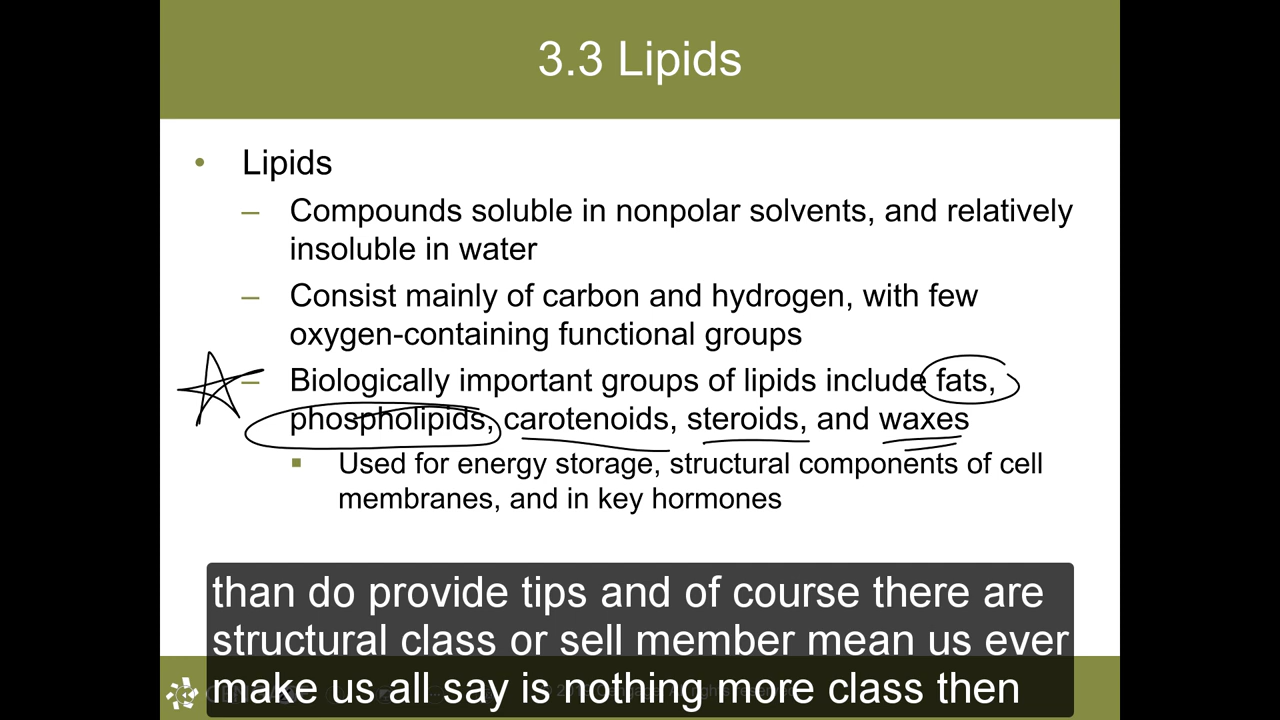 3.3 Lipids
• Lipids
– Compounds soluble in nonpolar solvents, and relatively
insoluble in water
– Consist mainly of carbon and hydrogen, with few
oxygen-containing functional groups
– Biologically important groups of lipids include fats,
phospholipids, carotenoids, steroids, and waxes
▪ Used for energy storage, structural components of cell
membranes, and in key hormones
than do provide tips and of course there are
structural class or sell member mean us ever
make us all say is nothing more class then